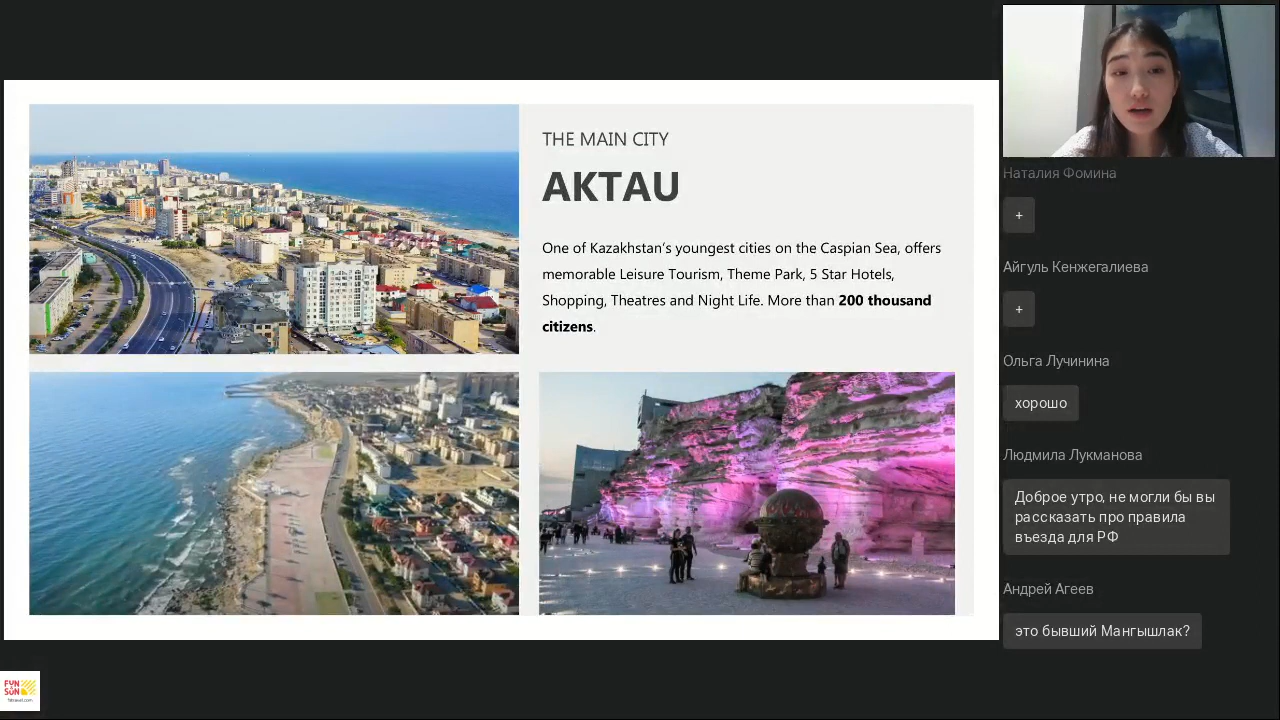 THE MAIN CITY
AKTAU
One of Kazakhstan's youngest cities on the Caspian Sea, offers
memorable Leisure Tourism, Theme Park, 5 Star Hotels,
Shopping, Theatres and Night Life. More than 200 thousand
citizens.
Наталия Фомина
+
Айгуль Кенжегалиева
+
Ольга Лучинина
хорошо
Людмила Лукманова
Доброе утро, не могли бы вы
рассказать про правила
въезда для РФ
Андрей Агеев
это бывший Мангышлак?
FUN
SUN